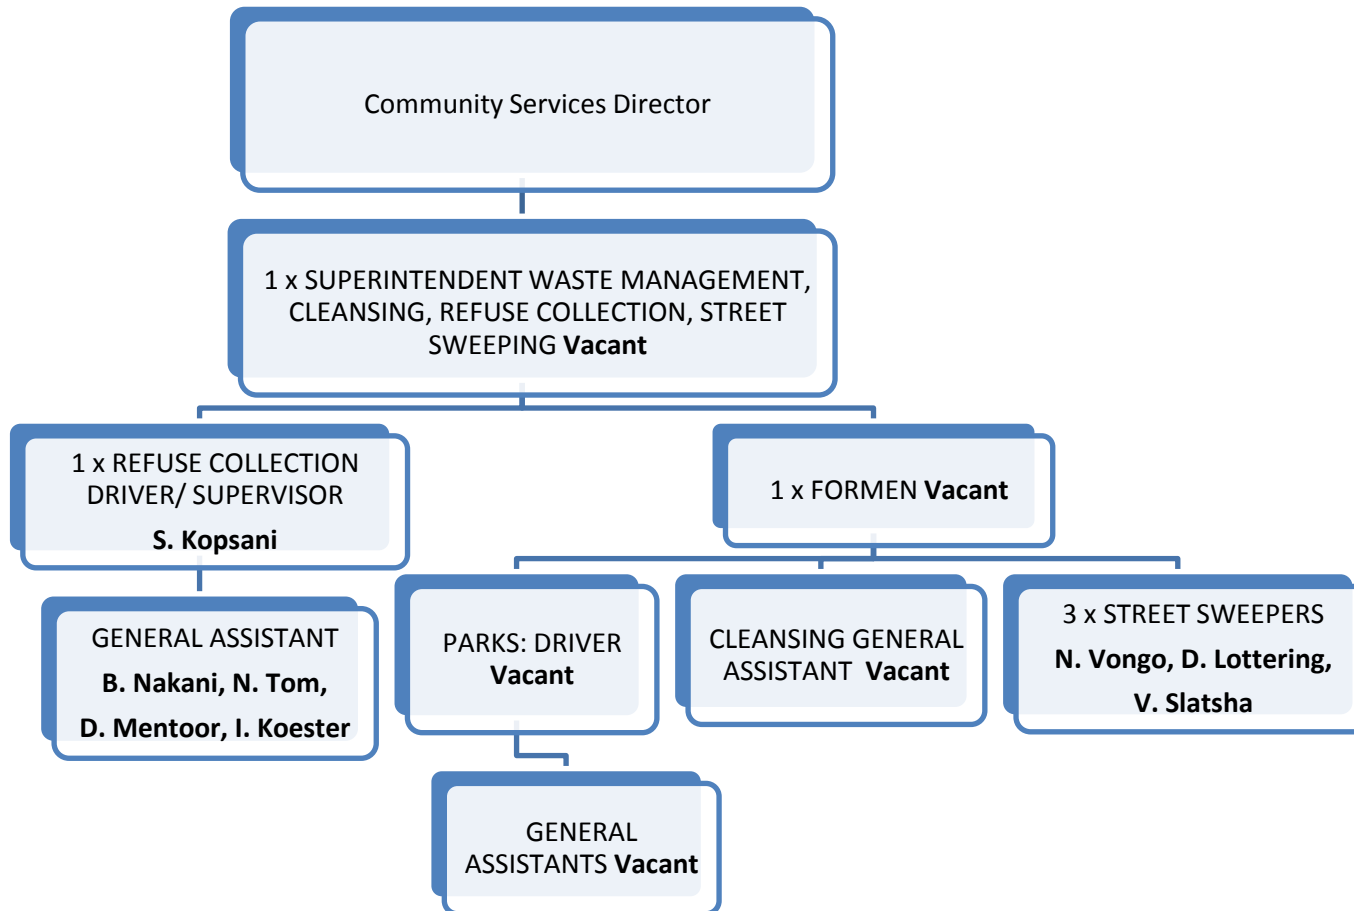 Community Services Director
1 x SUPERINTENDENT WASTE MANAGEMENT,
CLEANSING, REFUSE COLLECTION, STREET
SWEEPING Vacant
1 x REFUSE COLLECTION
DRIVER/ SUPERVISOR
S. Kopsani
1 x FORMEN Vacant
GENERAL ASSISTANT
B. Nakani, N. Tom,
D. Mentoor, I. Koester
PARKS: DRIVER
Vacant
CLEANSING GENERAL
ASSISTANT Vacant
3 x STREET SWEEPERS
N. Vongo, D. Lottering,
V. Slatsha
GENERAL
ASSISTANTS Vacant